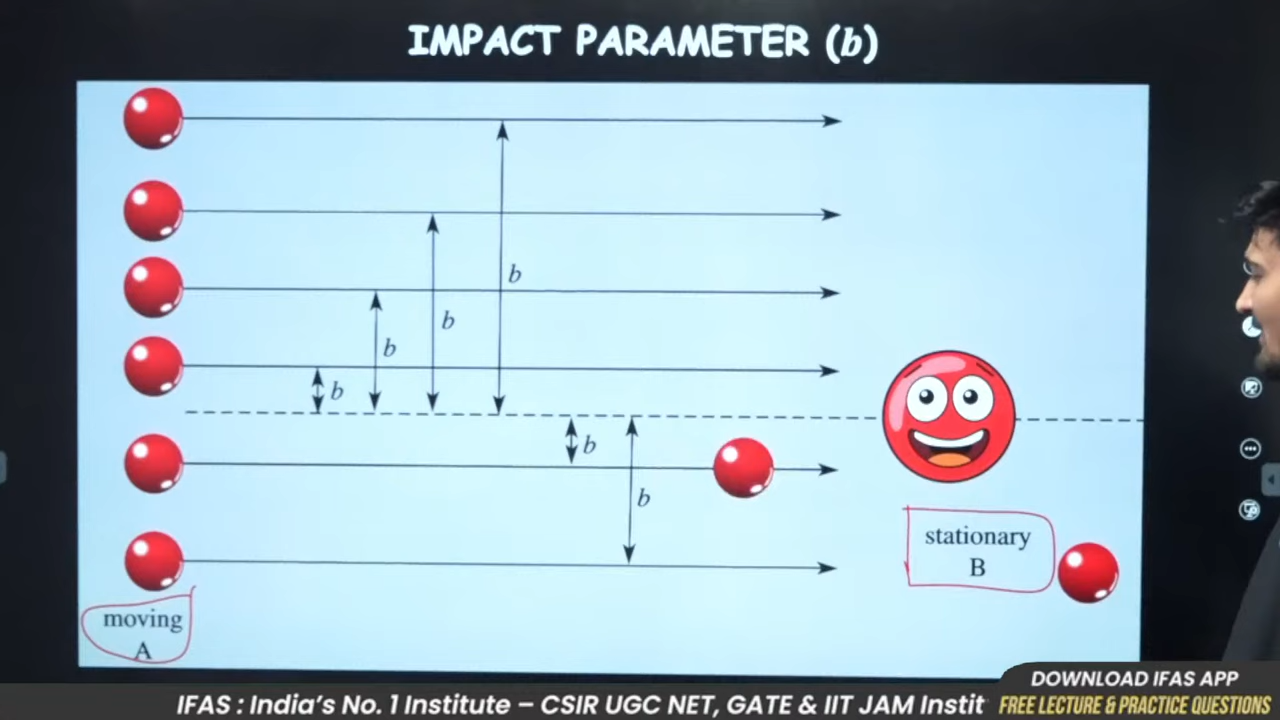 IMPACT PARAMETER (b)
b
b
b
b
b
b
stationary
B
moving
A
DOWNLOAD IFAS APP
IFAS : India's No. 1 Institute – CSIR UGC NET, GATE & IIT JAM Instit
FREE LECTURE & PRACTICE QUESTIONS